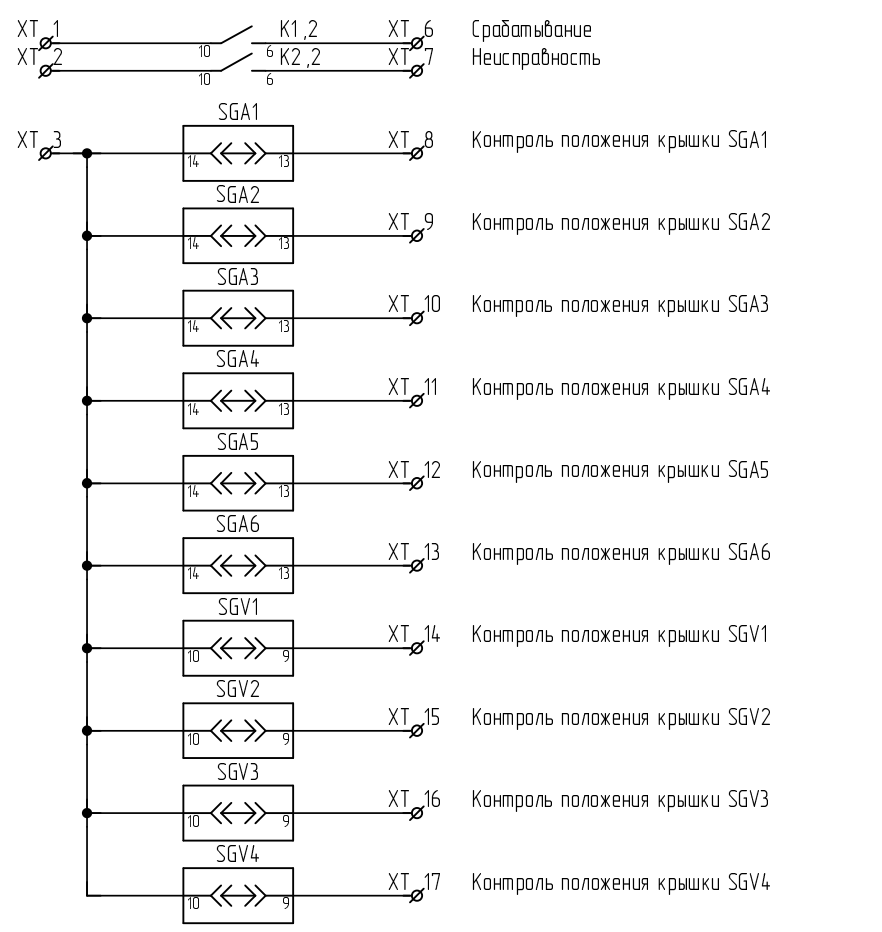 XT 1 K1,2 XT 6 Срабатывание
10 6
XT 2 K2,2 XT 7 Неисправность
10 6
SGA1
XT 3 14 13 XT 8 Контроль положения крышки SGA1
SGA2
14 13 XT 9 Контроль положения крышки SGA2
SGA3
14 13 XT 10 Контроль положения крышки SGA3
SGA4
14 13 XT 11 Контроль положения крышки SGA4
SGA5
14 13 XT 12 Контроль положения крышки SGA5
SGA6
14 13 XT 13 Контроль положения крышки SGA6
SGV1
10 9 XT 14 Контроль положения крышки SGV1
SGV2
10 9 XT 15 Контроль положения крышки SGV2
SGV3
10 9 XT 16 Контроль положения крышки SGV3
SGV4
10 9 XT 17 Контроль положения крышки SGV4